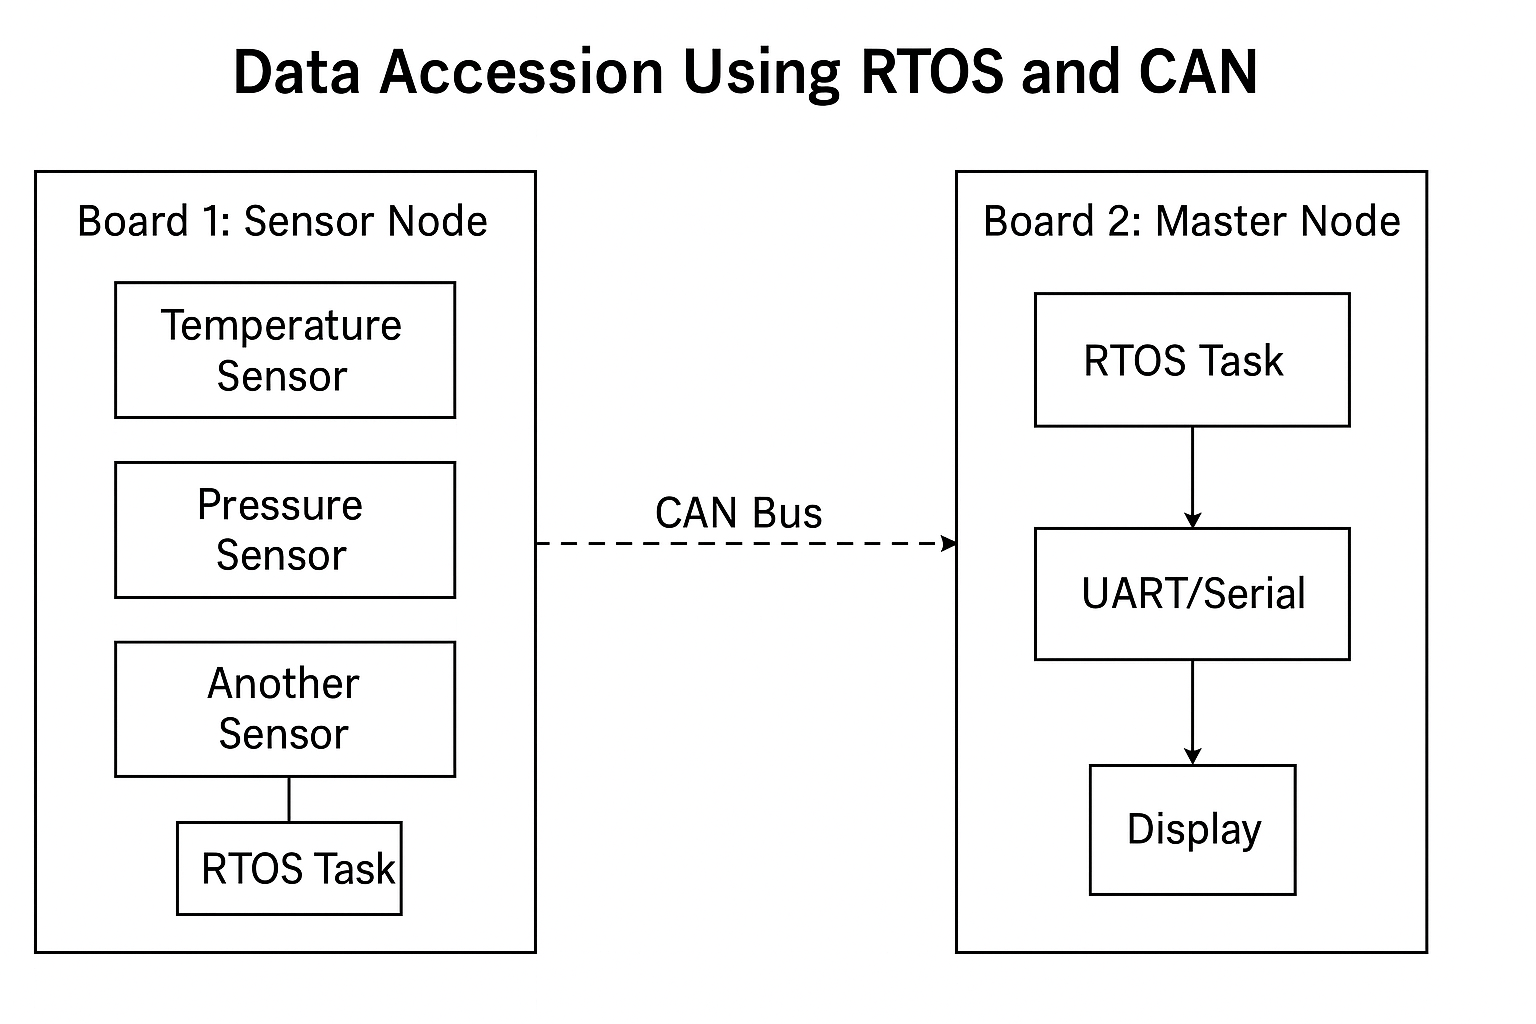 Data Accession Using RTOS and CAN
Board 1: Sensor Node
Temperature
Sensor
Pressure
Sensor
Another
Sensor
RTOS Task
CAN Bus
Board 2: Master Node
RTOS Task
UART/Serial
Display